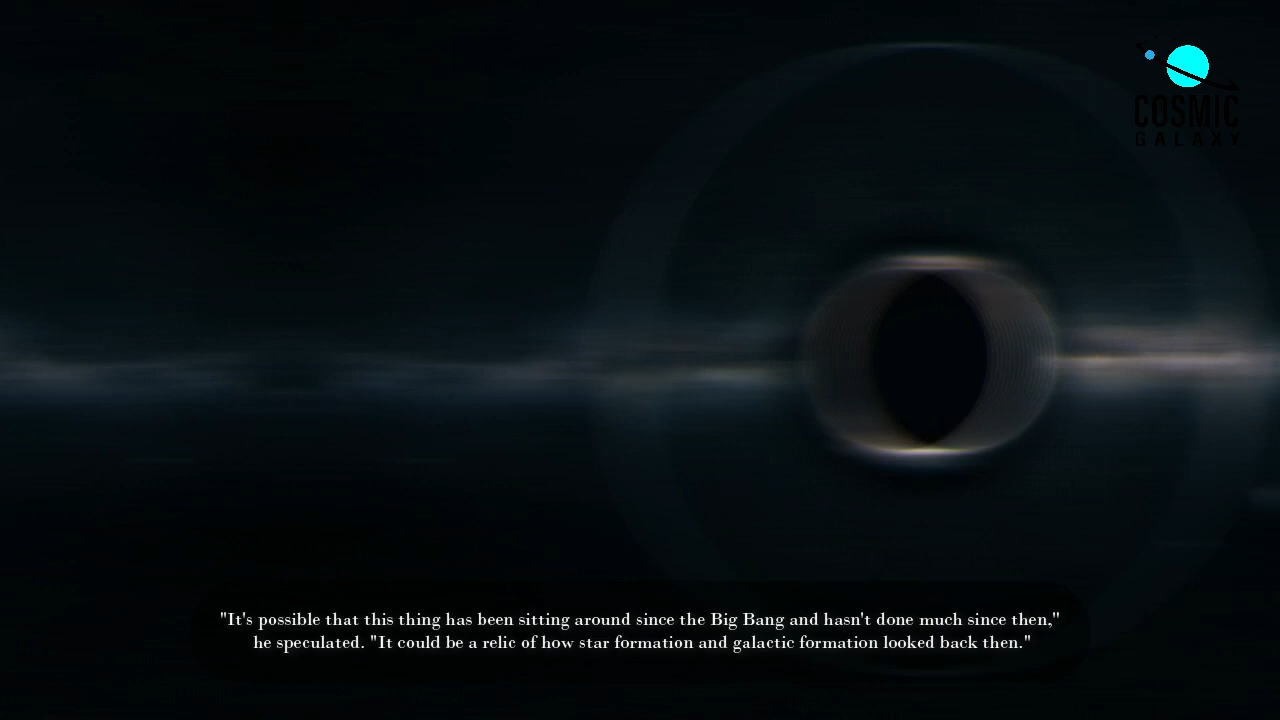 COSMIC
GALAXY
"It's possible that this thing has been sitting around since the Big Bang and hasn't done much since then,"
he speculated. "It could be a relic of how star formation and galactic formation looked back then."